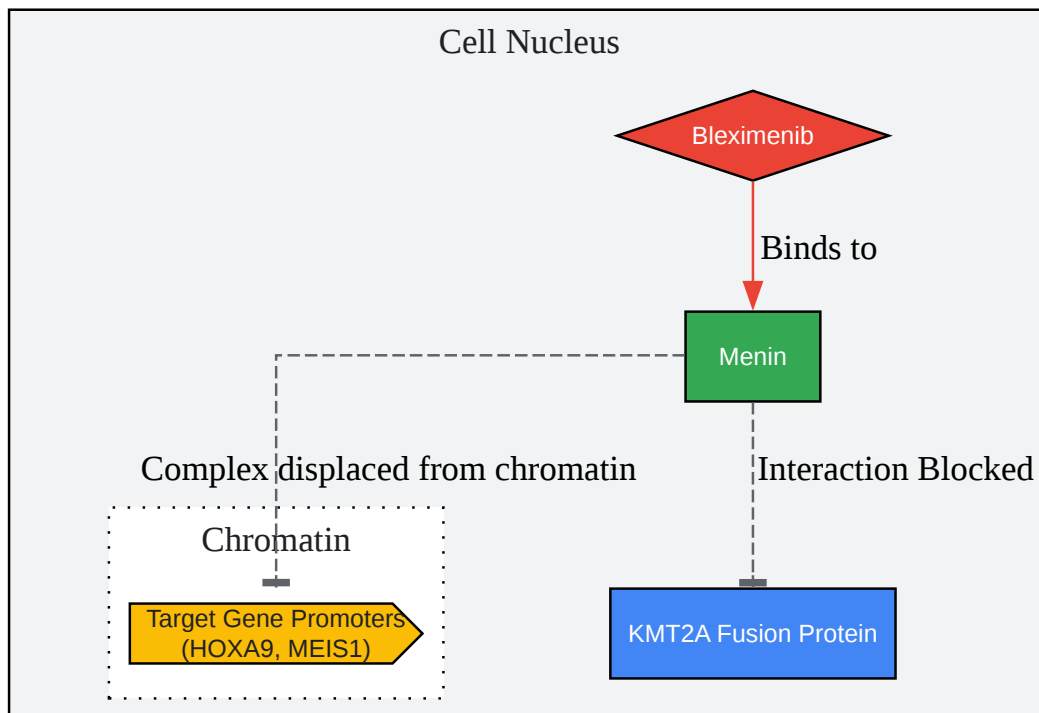 Cell Nucleus
Bleximenib
Binds to
Menin
Complex displaced from chromatin
Interaction Blocked
Chromatin
Target Gene Promoters
(HOXA9, MEIS1)
KMT2A Fusion Protein